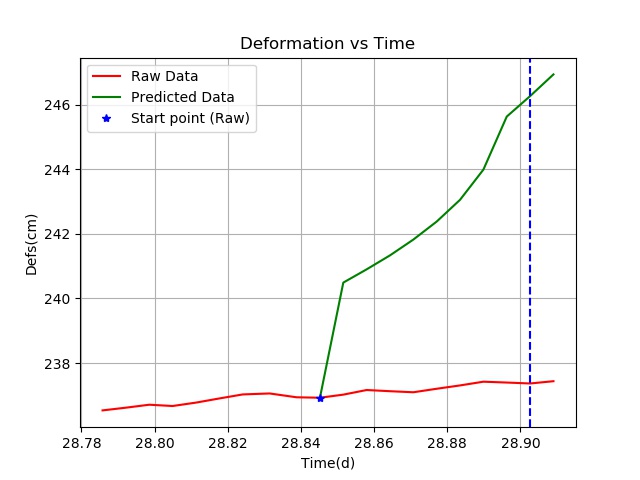 Deformation vs Time
Raw Data
Predicted Data
Start point (Raw)
246
244
242
240
238
Defs(cm)
28.78 28.80 28.82 28.84 28.86 28.88 28.90
Time(d)